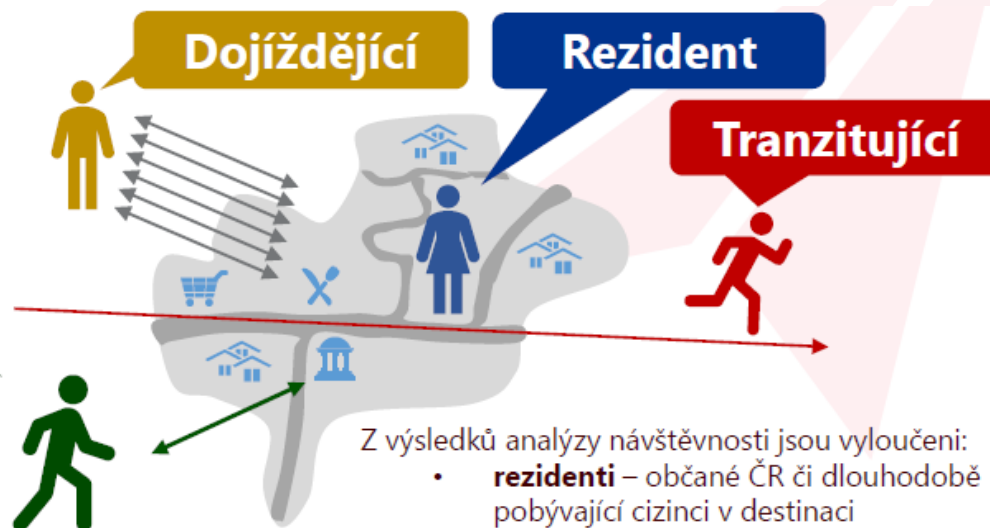 Dojíždějící
Rezident
Tranzitující
Z výsledků analýzy návštěvnosti jsou vyloučeni:
• rezidenti – občané ČR či dlouhodobě
pobývající cizinci v destinaci